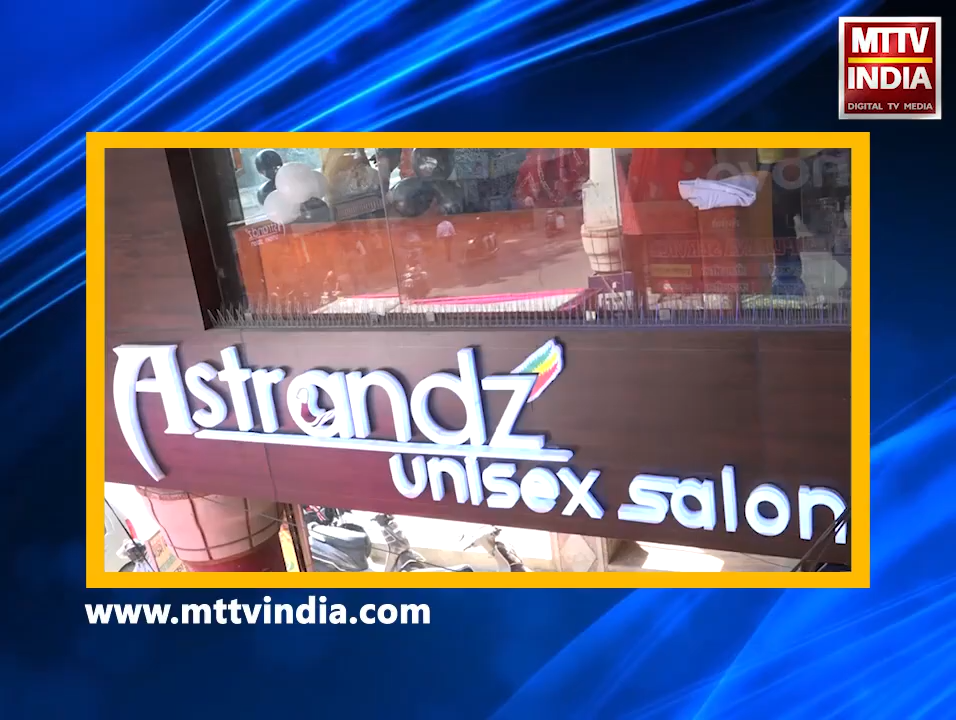 MTTV
INDIA
DIGITAL TV MEDIA
Astrandz
unisex salon
www.mttvindia.com